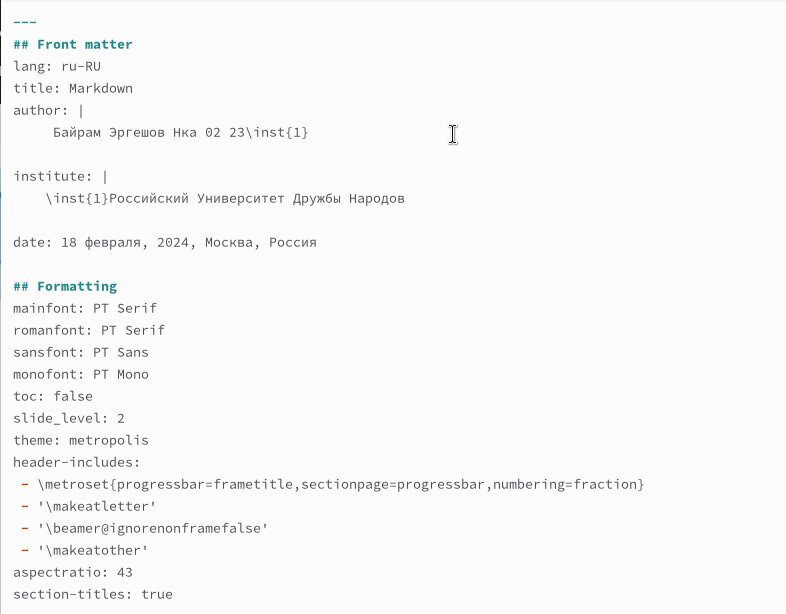 ---
## Front matter
lang: ru-RU
title: Markdown
author: |
     Байрам Эргешов Нка 02 23\inst{1}
institute: |
    \inst{1}Российский Университет Дружбы Народов
date: 18 февраля, 2024, Москва, Россия
## Formatting
mainfont: PT Serif
romanfont: PT Serif
sansfont: PT Sans
monofont: PT Mono
toc: false
slide_level: 2
theme: metropolis
header-includes:
 - \metroset{progressbar=frametitle,sectionpage=progressbar,numbering=fraction}
 - '\makeatletter'
 - '\beamer@ignorenonframefalse'
 - '\makeatother'
aspectratio: 43
section-titles: true